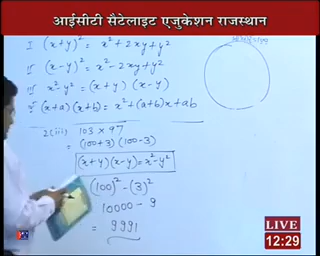 आईसीटी सैटेलाइट एजुकेशन राजस्थान
I (x+y)² = x²+2xy+y²
II (x-y)² = x²-2xy+y²
III x²-y² = (x+y) (x-y)
IV (x+a) (x+b) = x²+(a+b)x+ab
2(iii) 103 × 97
= (100+3) (100-3)
(x+y)(x-y) = x²-y²
(100)² - (3)²
10000 - 9
= 9991
LIVE
12:29